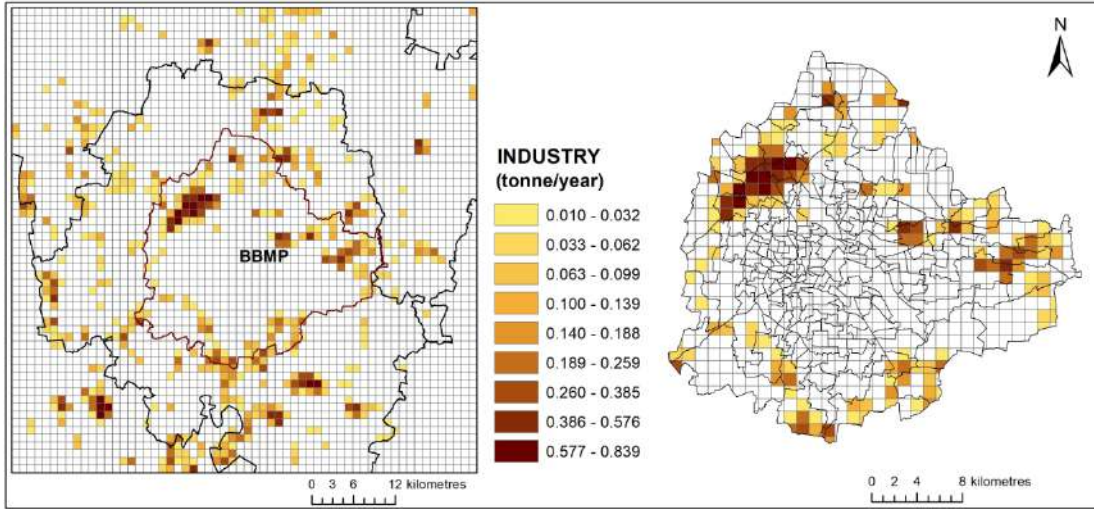 BBMP
0 3 6 12 kilometres
INDUSTRY
(tonne/year)
0.010 - 0.032
0.033 - 0.062
0.063 - 0.099
0.100 - 0.139
0.140 - 0.188
0.189 - 0.259
0.260 - 0.385
0.386 - 0.576
0.577 - 0.839
N
0 2 4 8 kilometres